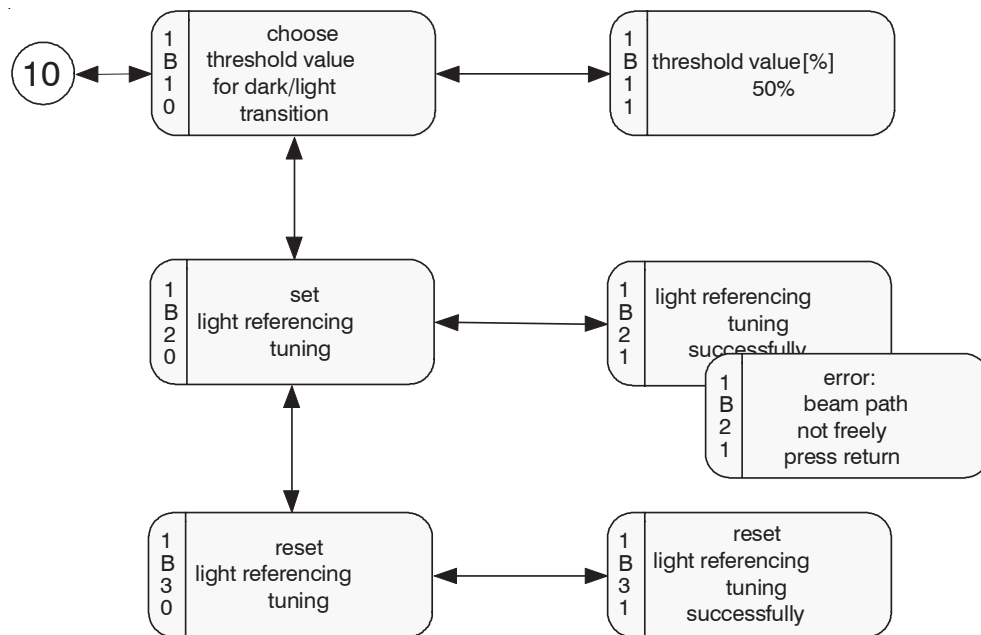 10
1
B
1
0
choose
threshold value
for dark/light
transition
1
B
1
1
threshold value[%]
50%
1
B
2
0
set
light referencing
tuning
1
B
2
1
light referencing
tuning
successfully
1
B
2
1
error:
beam path
not freely
press return
1
B
3
0
reset
light referencing
tuning
1
B
3
1
reset
light referencing
tuning
successfully